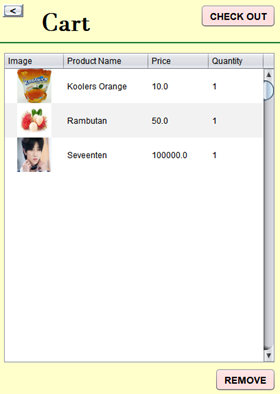 <
Cart
CHECK OUT
Image Product Name Price Quantity
Koolers Orange 10.0 1
Rambutan 50.0 1
Seveenten 100000.0 1
REMOVE